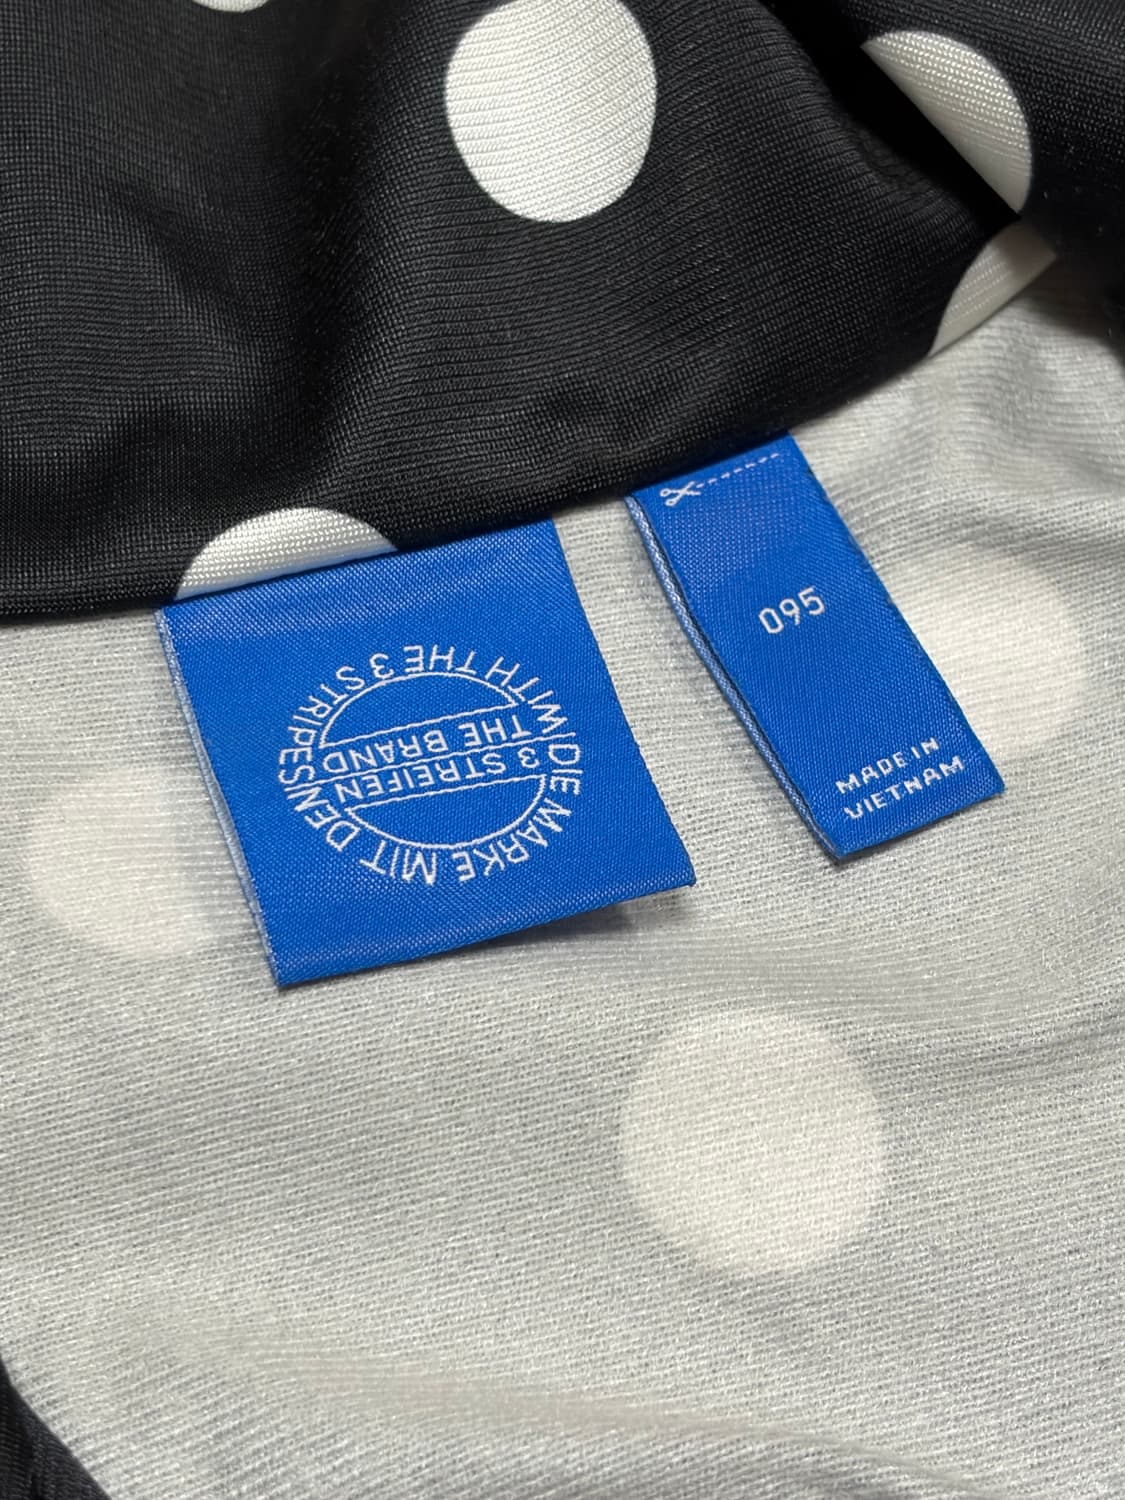 DIE MARKE MIT DEN
3 STREIFEN
THE BRAND
WITH THE 3 STRIPES
095
MADE IN
VIETNAM